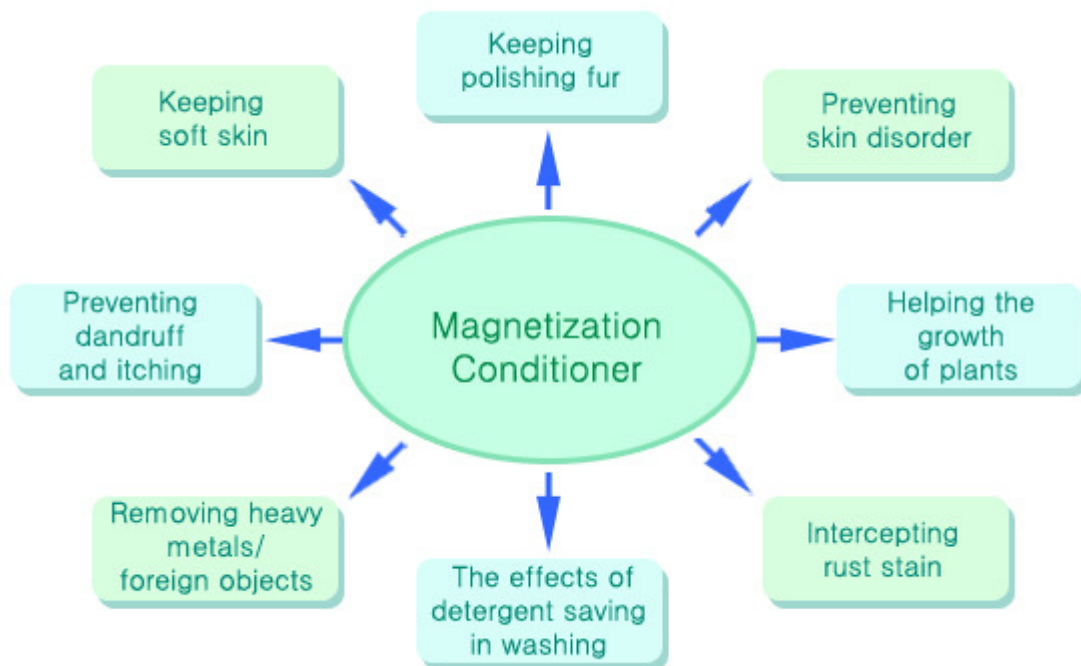 Keeping
polishing fur
Keeping
soft skin
Preventing
skin disorder
Preventing
dandruff
and itching
Magnetization
Conditioner
Helping the
growth
of plants
Removing heavy
metals/
foreign objects
The effects of
detergent saving
in washing
Intercepting
rust stain